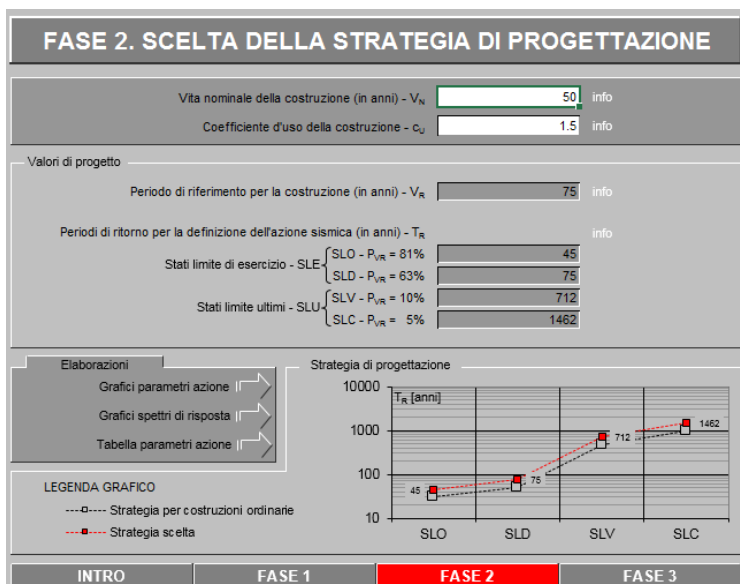 FASE 2. SCELTA DELLA STRATEGIA DI PROGETTAZIONE
Vita nominale della costruzione (in anni) - VN 50 info
Coefficiente d'uso della costruzione - cU 1.5 info
Valori di progetto
Periodo di riferimento per la costruzione (in anni) - VR 75 info
Periodi di ritorno per la definizione dell'azione sismica (in anni) - TR info
Stati limite di esercizio - SLE
SLO - PVR = 81% 45
SLD - PVR = 63% 75
Stati limite ultimi - SLU
SLV - PVR = 10% 712
SLC - PVR = 5% 1462
Elaborazioni
Grafici parametri azione
Grafici spettri di risposta
Tabella parametri azione
LEGENDA GRAFICO
Strategia per costruzioni ordinarie
Strategia scelta
Strategia di progettazione
TR [anni]
10000
1000
100
10
45
75
712
1462
SLO SLD SLV SLC
INTRO FASE 1 FASE 2 FASE 3